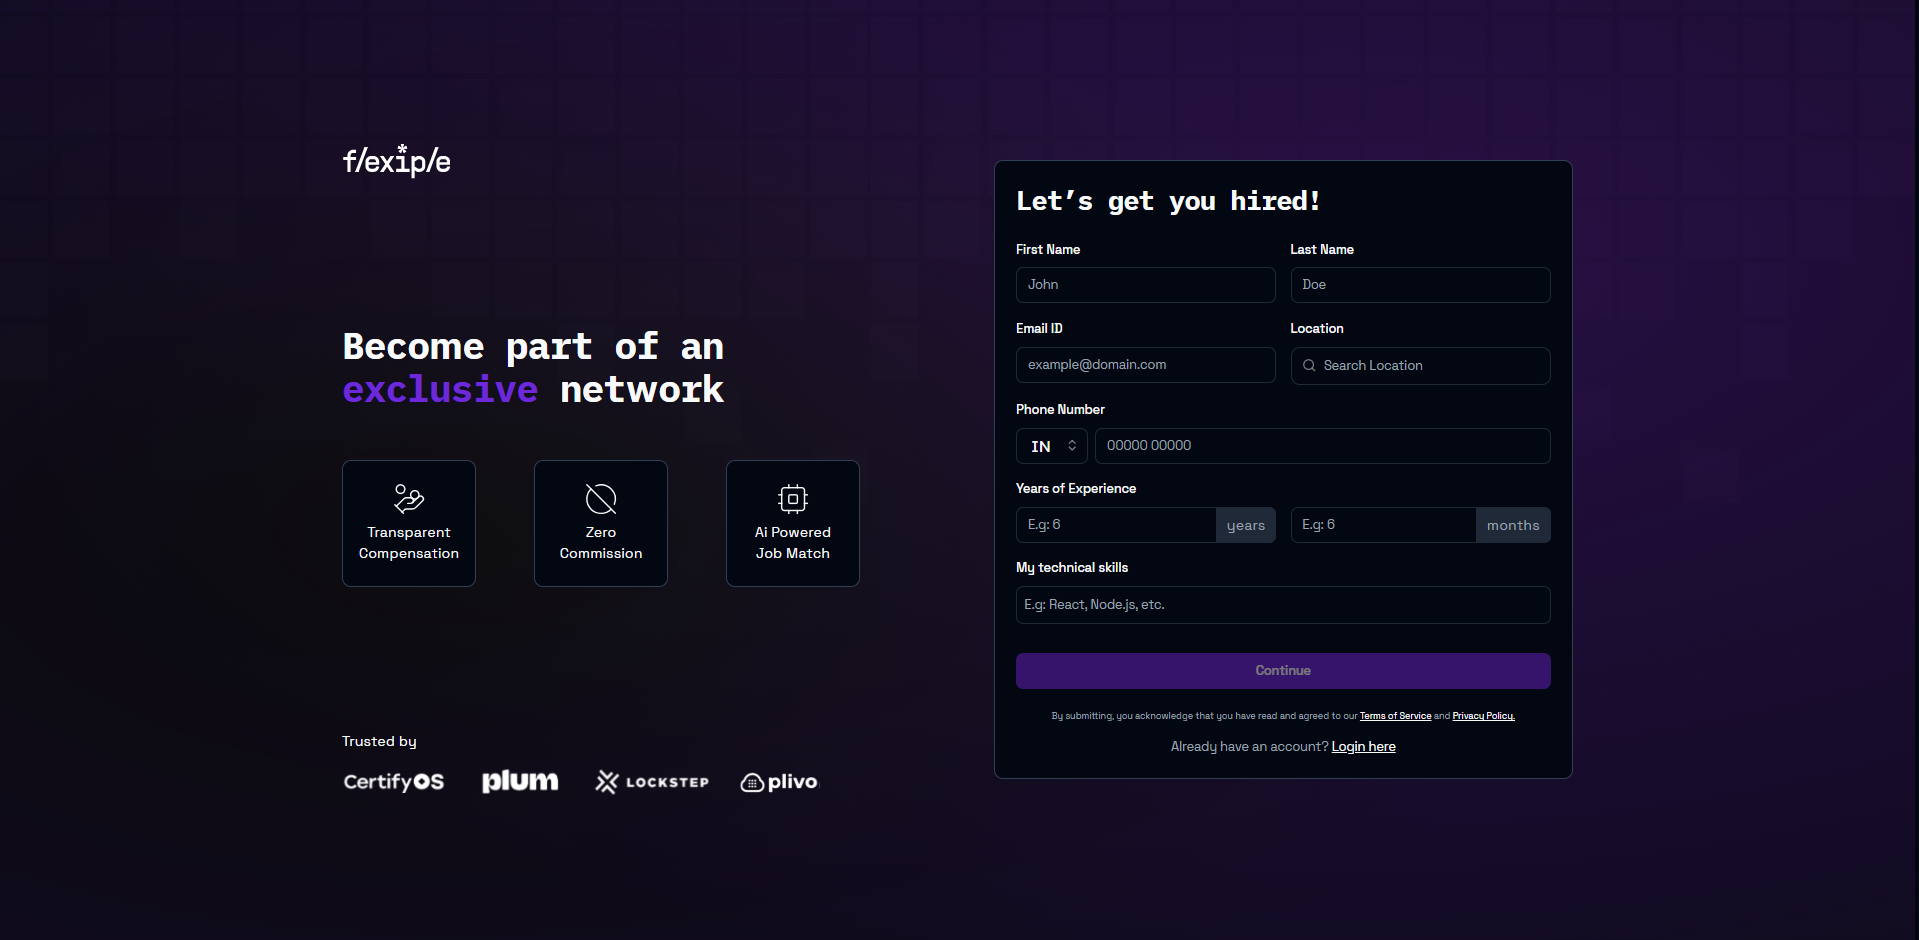 f/exip/e
Become part of an
exclusive network
Transparent
Compensation
Zero
Commission
Ai Powered
Job Match
Trusted by
CertifyOS
plum
LOCKSTEP
plivo
Let’s get you hired!
First Name
Last Name
John
Doe
Email ID
Location
example@domain.com
Search Location
Phone Number
IN
00000 00000
Years of Experience
E.g: 6
years
E.g: 6
months
My technical skills
E.g: React, Node.js, etc.
Continue
By submitting, you acknowledge that you have read and agreed to our Terms of Service and Privacy Policy.
Already have an account? Login here